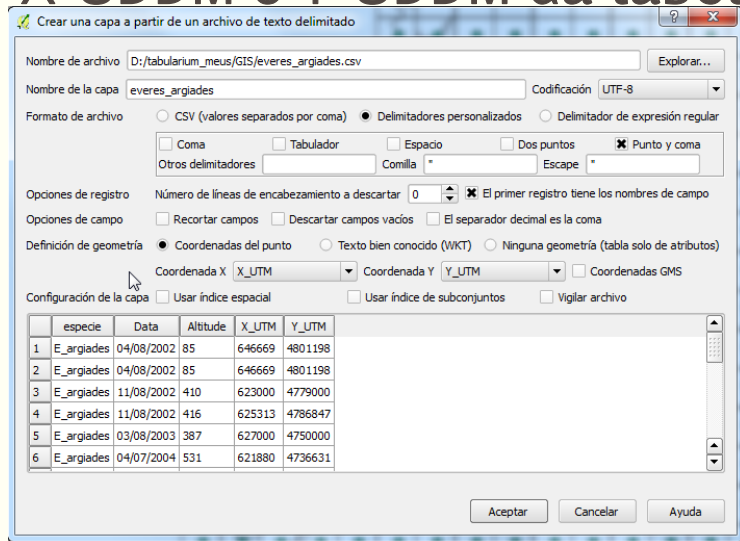 X GDDM o Y GDDM da tabo
Crear una capa a partir de un archivo de texto delimitado
Nombre de archivo D:/tabularium_meus/GIS/everes_argiades.csv Explorar...
Nombre de la capa everes_argiades Codificación UTF-8
Formato de archivo CSV (valores separados por coma) Delimitadores personalizados Delimitador de expresión regular
Coma Tabulador Espacio Dos puntos Punto y coma
Otros delimitadores Comilla " Escape "
Opciones de registro Número de líneas de encabezamiento a descartar 0 El primer registro tiene los nombres de campo
Opciones de campo Recortar campos Descartar campos vacíos El separador decimal es la coma
Definición de geometría Coordenadas del punto Texto bien conocido (WKT) Ninguna geometría (tabla solo de atributos)
Coordenada X X_UTM Coordenada Y Y_UTM Coordenadas GMS
Configuración de la capa Usar índice espacial Usar índice de subconjuntos Vigilar archivo
especie Data Altitude X_UTM Y_UTM
1 E_argiades 04/08/2002 85 646669 4801198
2 E_argiades 04/08/2002 85 646669 4801198
3 E_argiades 11/08/2002 410 623000 4779000
4 E_argiades 11/08/2002 416 625313 4786847
5 E_argiades 03/08/2003 387 627000 4750000
6 E_argiades 04/07/2004 531 621880 4736631
Aceptar Cancelar Ayuda